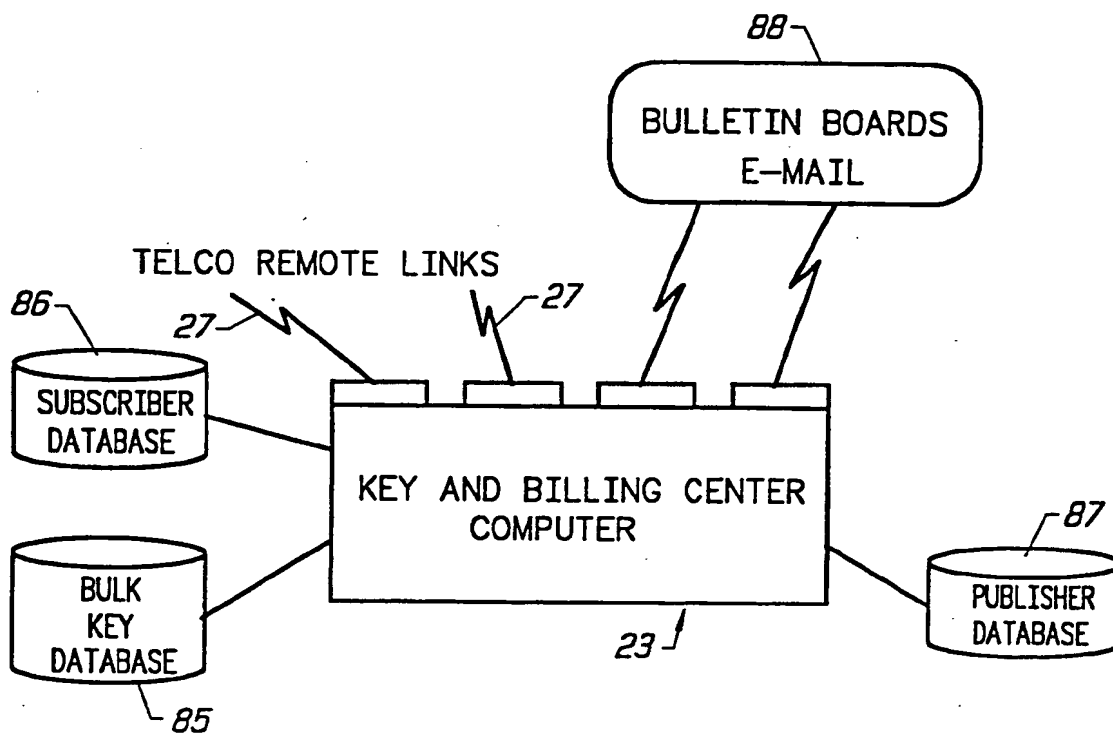 88
BULLETIN BOARDS
E-MAIL
TELCO REMOTE LINKS
86
27
27
SUBSCRIBER
DATABASE
KEY AND BILLING CENTER
COMPUTER
87
BULK
KEY
DATABASE
PUBLISHER
DATABASE
23
85